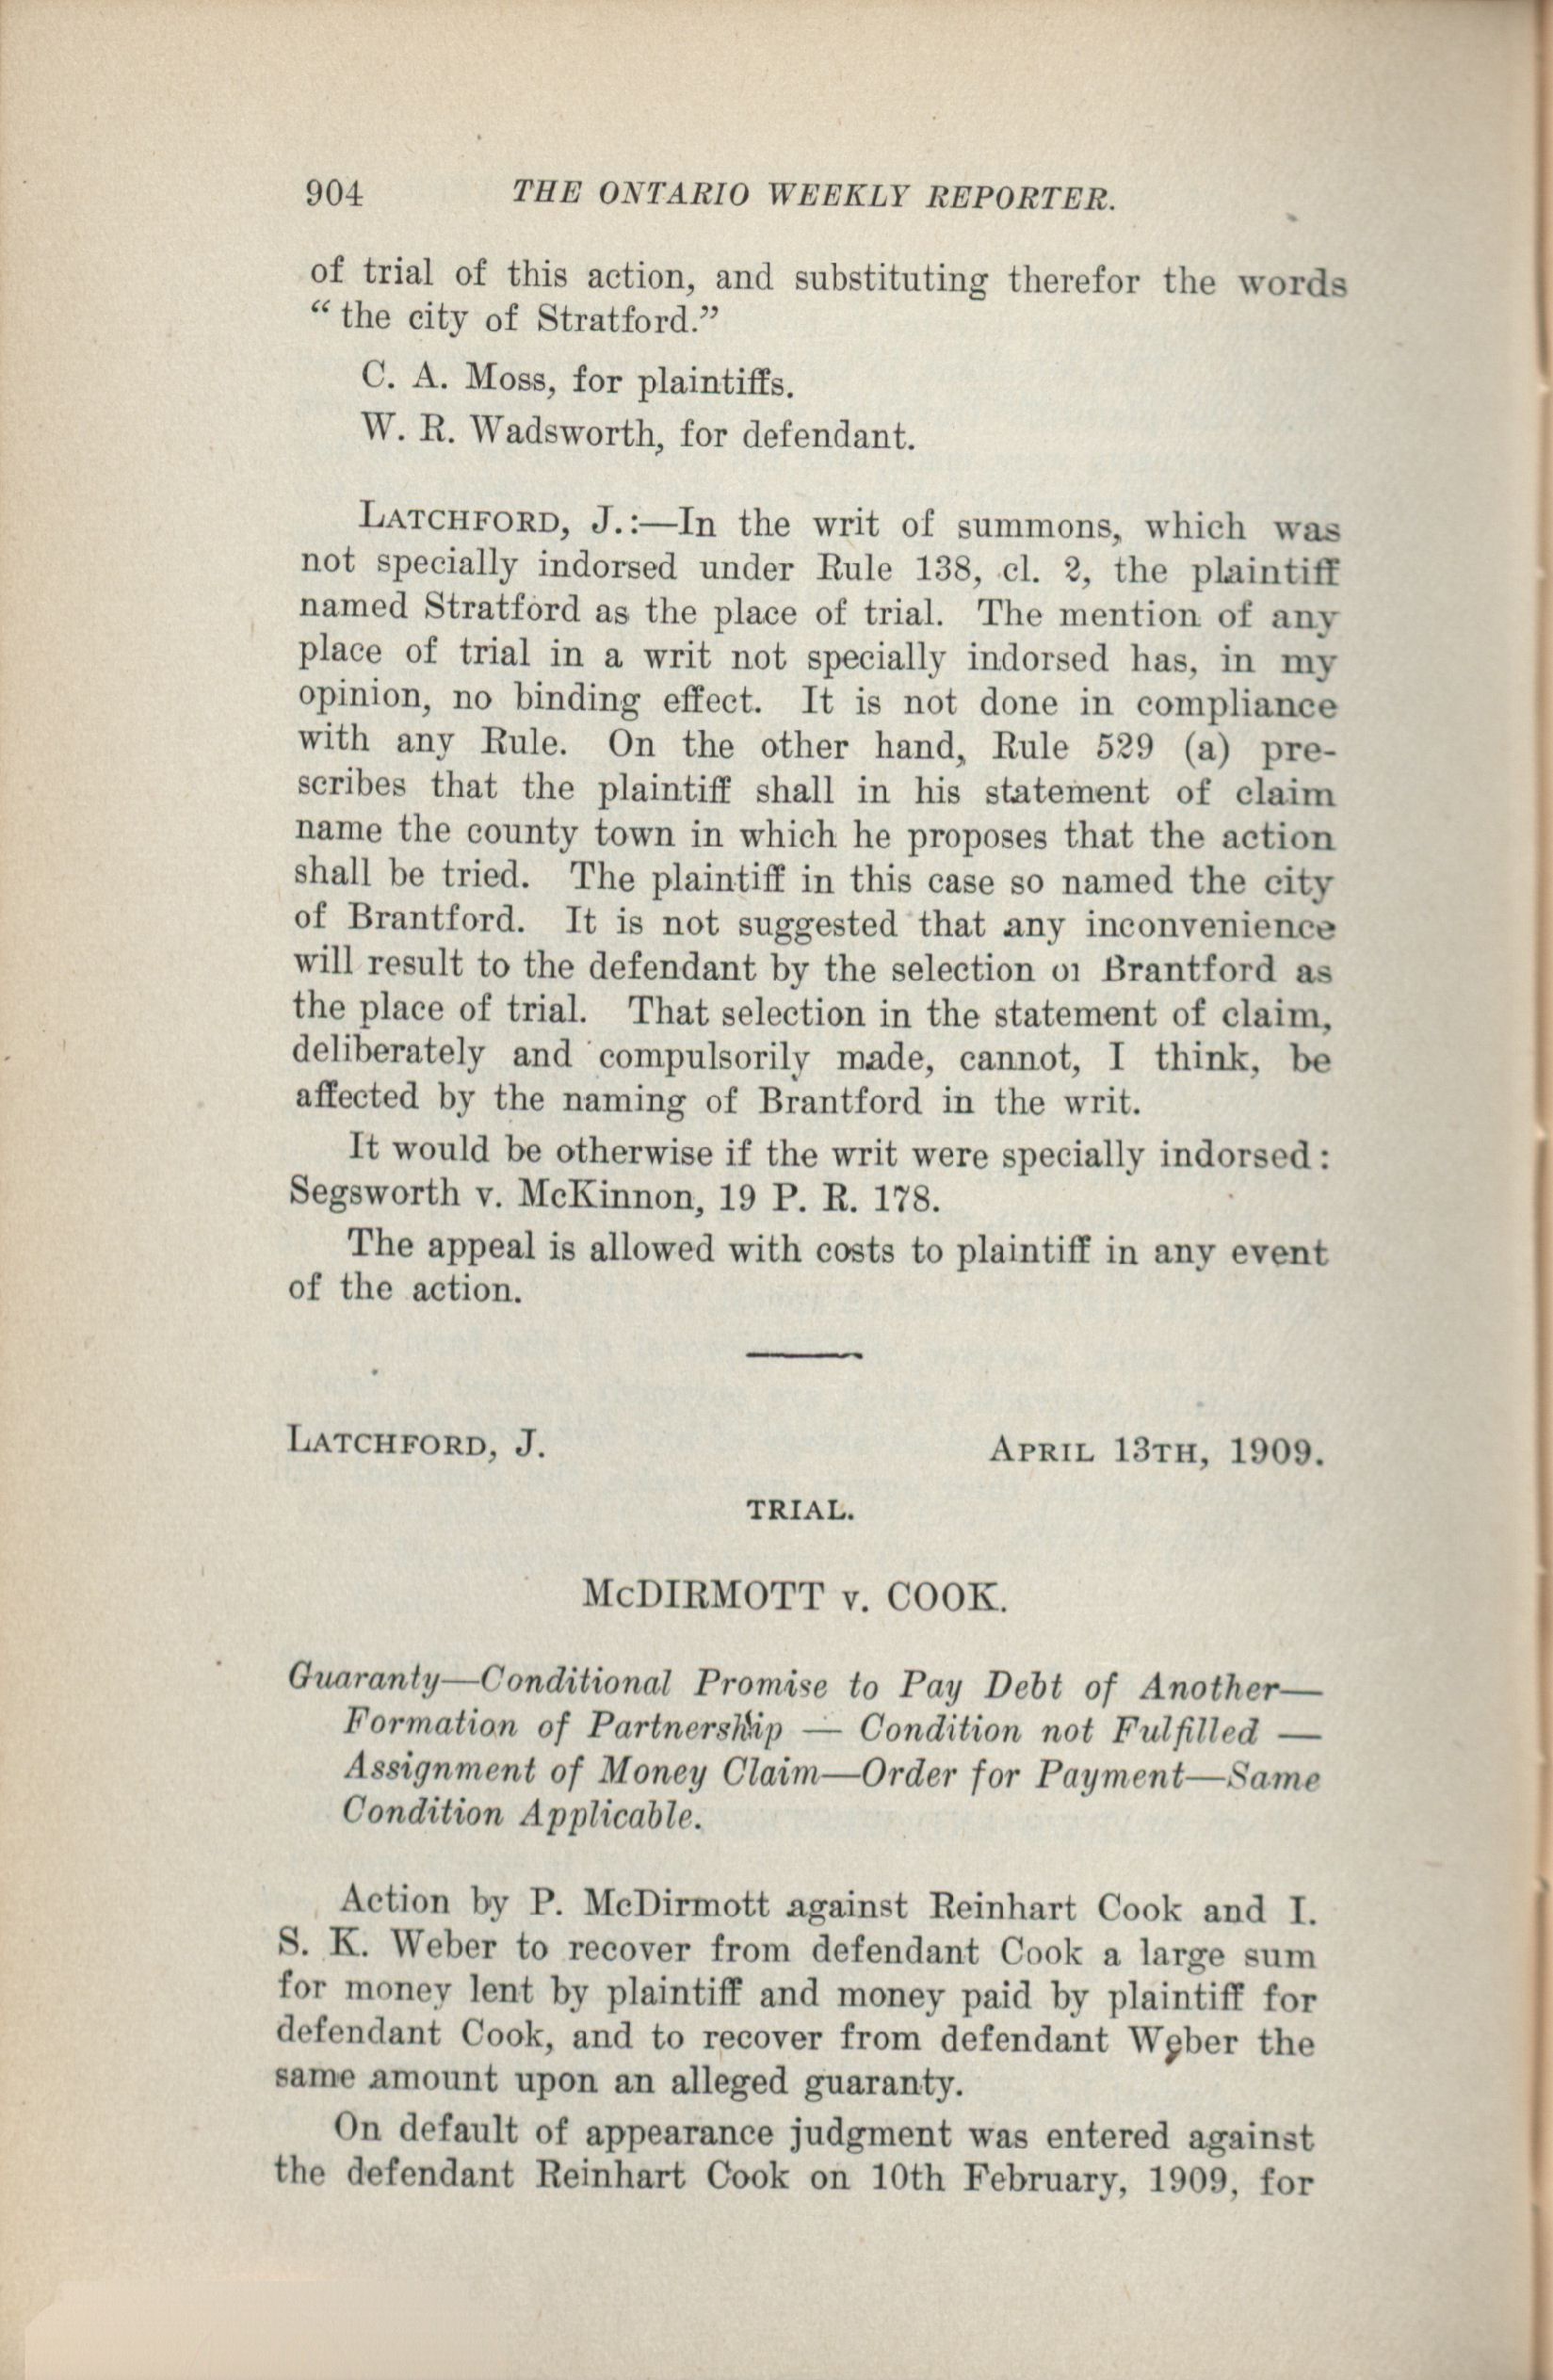 904 THE ONTARIO WEEKLY REPORTER.
of trial of this action, and substituting therefor the words
“ the city of Stratford.”
C. A. Moss, for plaintiffs.
W. R. Wadsworth, for defendant.
LATCHFORD, J.:—In the writ of summons, which was
not specially indorsed under Rule 138, cl. 2, the plaintiff
named Stratford as the place of trial. The mention of any
place of trial in a writ not specially indorsed has, in my
opinion, no binding effect. It is not done in compliance
with any Rule. On the other hand, Rule 529 (a) pre-
scribes that the plaintiff shall in his statement of claim
name the county town in which he proposes that the action
shall be tried. The plaintiff in this case so named the city
of Brantford. It is not suggested that any inconvenience
will result to the defendant by the selection of Brantford as
the place of trial. That selection in the statement of claim,
deliberately and compulsorily made, cannot, I think, be
affected by the naming of Brantford in the writ.
It would be otherwise if the writ were specially indorsed:
Segsworth v. McKinnon, 19 P. R. 178.
The appeal is allowed with costs to plaintiff in any event
of the action.
LATCHFORD, J. APRIL 13TH, 1909.
TRIAL.
McDIRMOTT v. COOK.
Guaranty—Conditional Promise to Pay Debt of Another—
Formation of Partnership — Condition not Fulfilled —
Assignment of Money Claim—Order for Payment—Same
Condition Applicable.
Action by P. McDirmott against Reinhart Cook and I.
S. K. Weber to recover from defendant Cook a large sum
for money lent by plaintiff and money paid by plaintiff for
defendant Cook, and to recover from defendant Weber the
same amount upon an alleged guaranty.
On default of appearance judgment was entered against
the defendant Reinhart Cook on 10th February, 1909, for